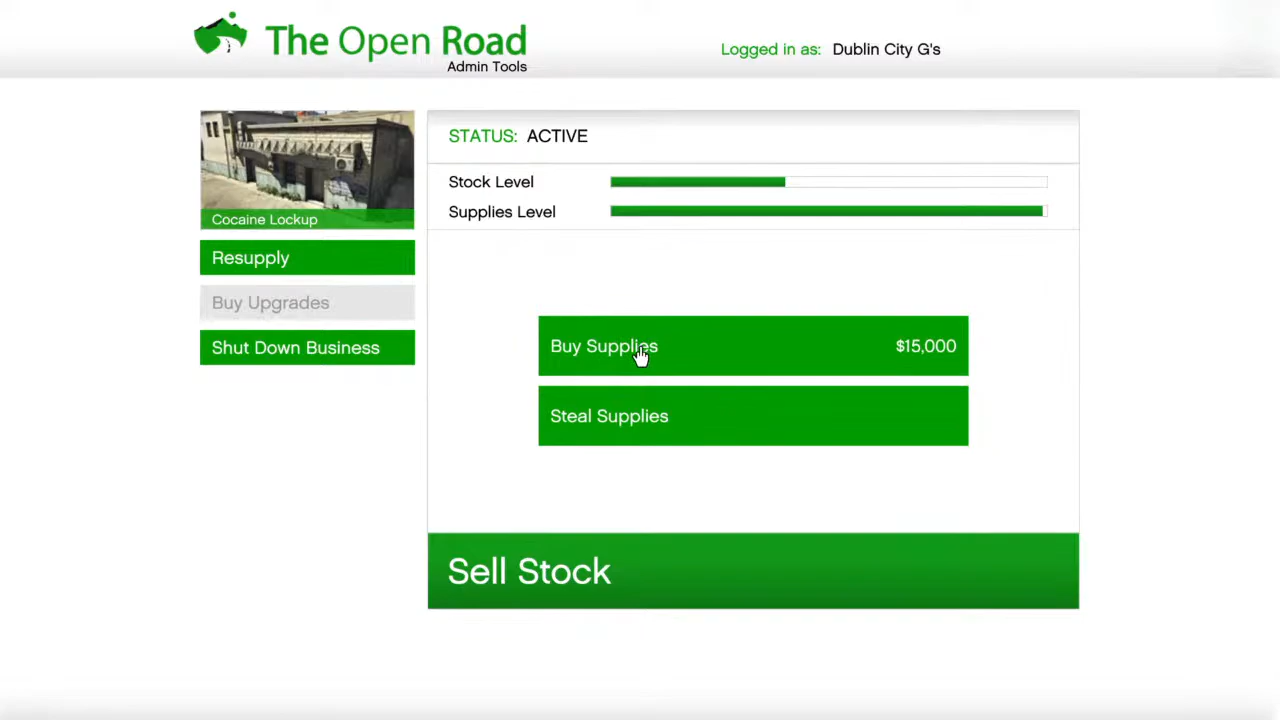 The Open Road
Admin Tools
Logged in as: Dublin City G's
Cocaine Lockup
Resupply
Buy Upgrades
Shut Down Business
STATUS: ACTIVE
Stock Level
Supplies Level
Buy Supplies $15,000
Steal Supplies
Sell Stock